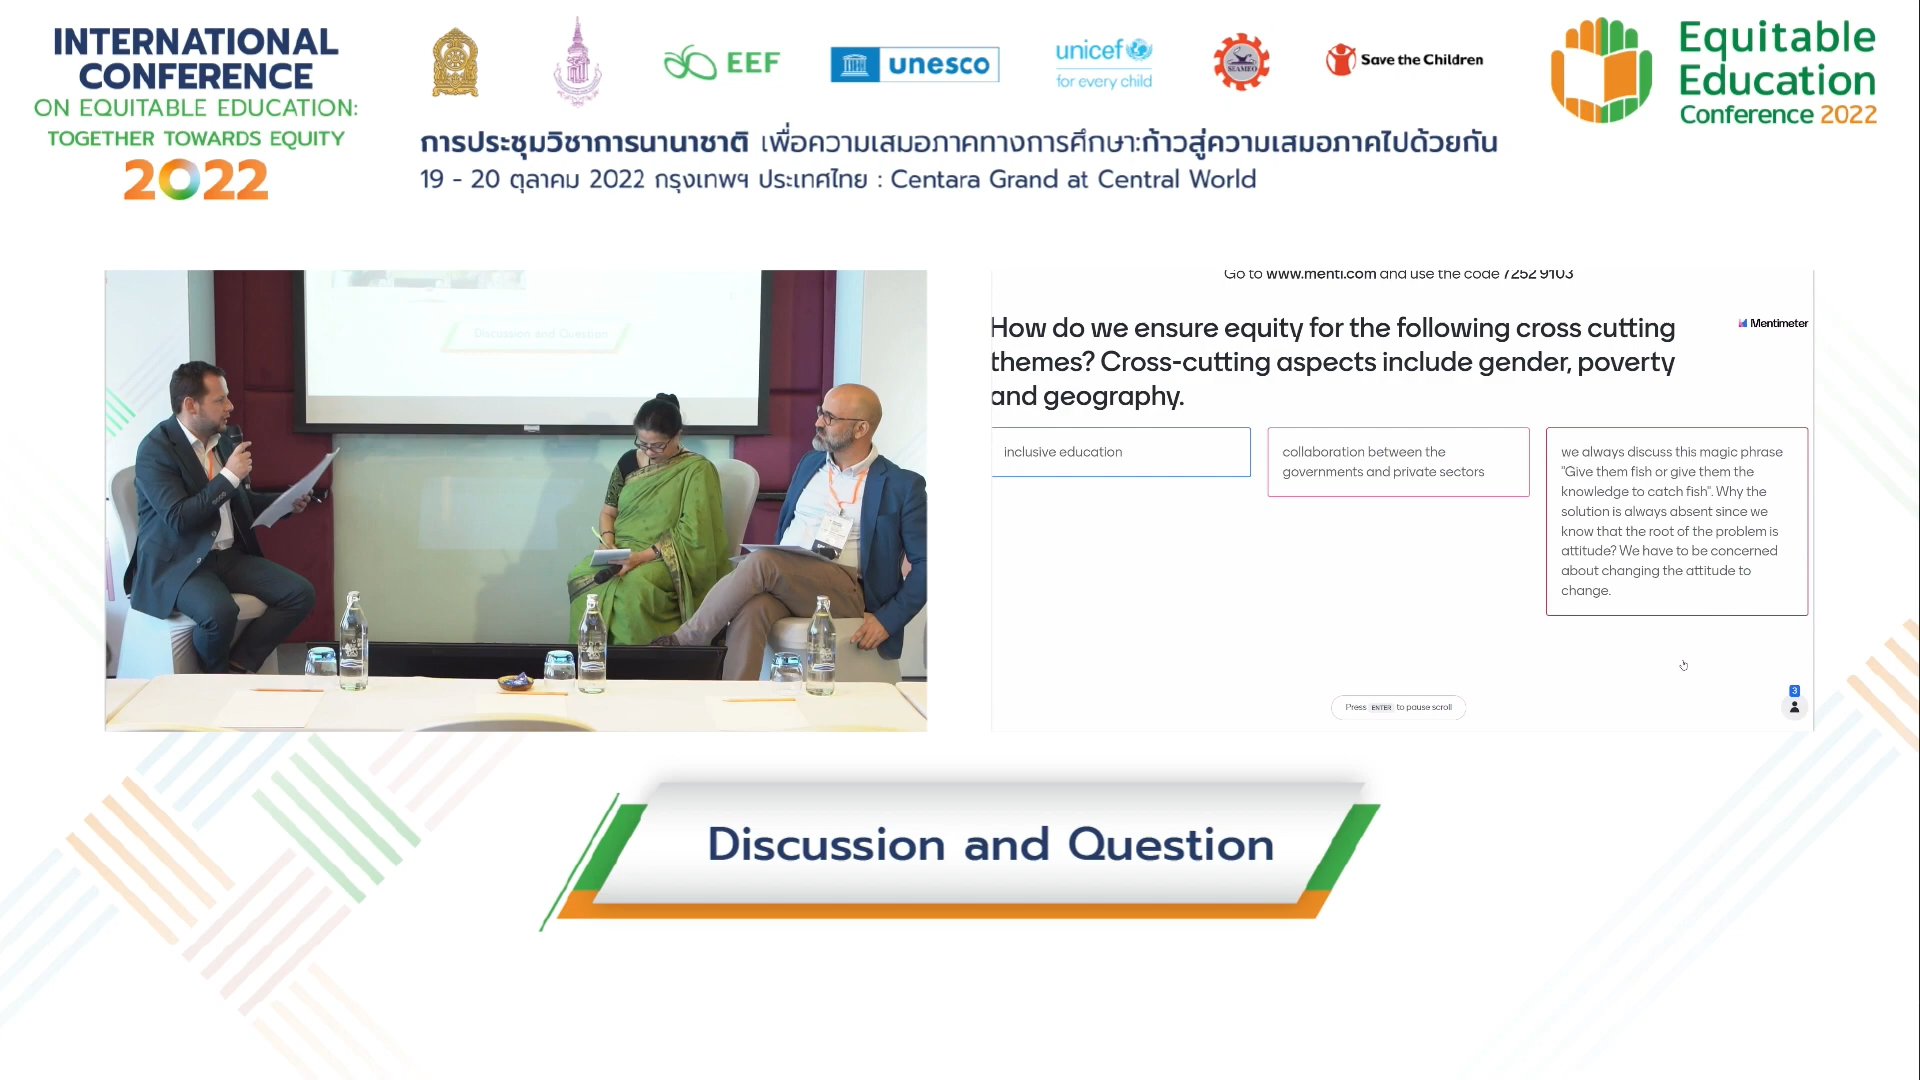 INTERNATIONAL
CONFERENCE
ON EQUITABLE EDUCATION:
TOGETHER TOWARDS EQUITY
2022
EEF
unesco
unicef
for every child
SEAMEO
Save the Children
Equitable
Education
Conference 2022
การประชุมวิชาการนานาชาติ เพื่อความเสมอภาคทางการศึกษา:ก้าวสู่ความเสมอภาคไปด้วยกัน
19 - 20 ตุลาคม 2022 กรุงเทพฯ ประเทศไทย : Centara Grand at Central World
Discussion and Question
Go to www.menti.com and use the code 7252 9103
Mentimeter
How do we ensure equity for the following cross cutting
themes? Cross-cutting aspects include gender, poverty
and geography.
inclusive education
collaboration between the
governments and private sectors
we always discuss this magic phrase
"Give them fish or give them the
knowledge to catch fish". Why the
solution is always absent since we
know that the root of the problem is
attitude? We have to be concerned
about changing the attitude to
change.
Press ENTER to pause scroll
3
Discussion and Question